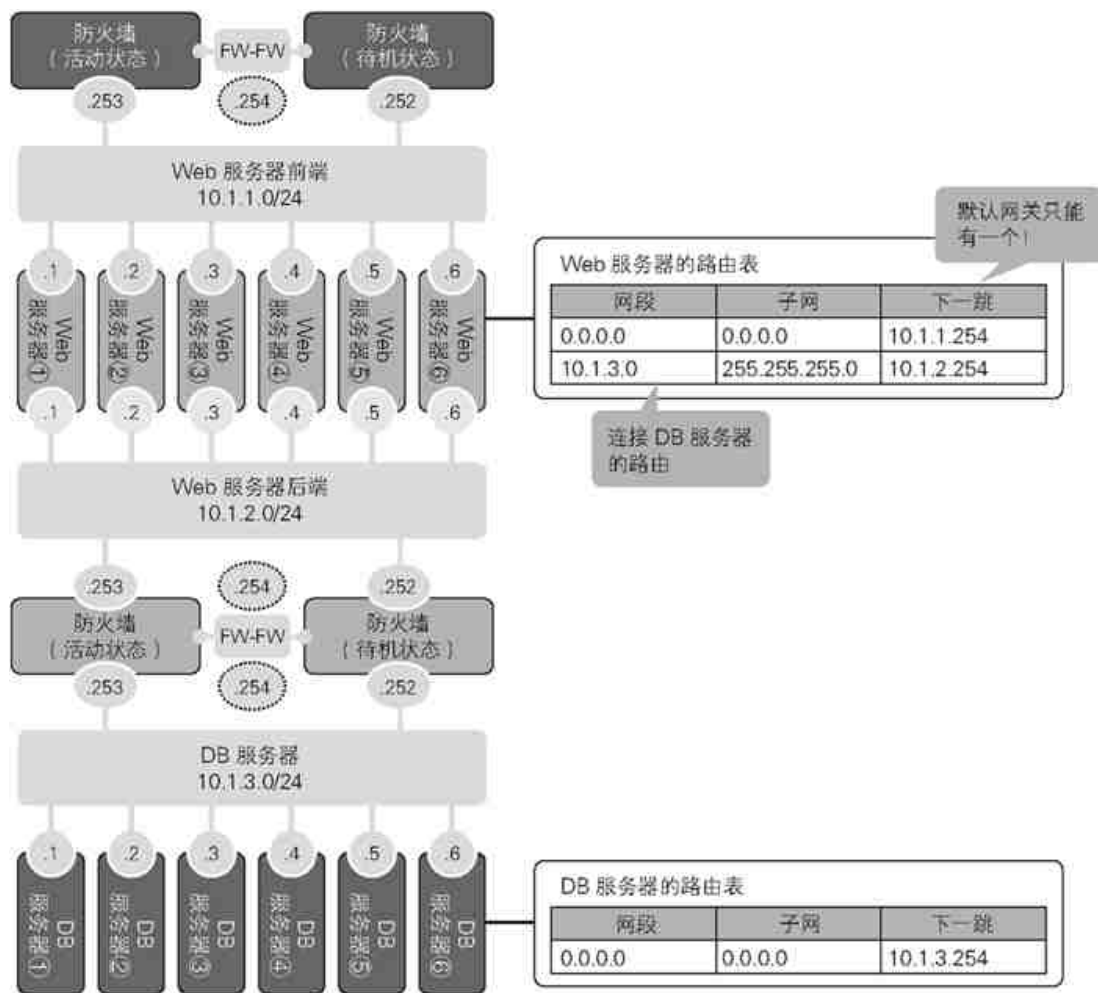 防火墙
（活动状态）
FW-FW
防火墙
（待机状态）
.253
.254
.252
Web 服务器前端
10.1.1.0/24
默认网关只能
有一个！
.1
.2
.3
.4
.5
.6
Web
服务器①
Web
服务器②
Web
服务器③
Web
服务器④
Web
服务器⑤
Web
服务器⑥
.1
.2
.3
.4
.5
.6
Web 服务器的路由表
网段 子网 下一跳
0.0.0.0 0.0.0.0 10.1.1.254
10.1.3.0 255.255.255.0 10.1.2.254
连接 DB 服务器
的路由
Web 服务器后端
10.1.2.0/24
.253
.254
.252
防火墙
（活动状态）
FW-FW
防火墙
（待机状态）
.253
.254
.252
DB 服务器
10.1.3.0/24
.1
.2
.3
.4
.5
.6
DB
服务器①
DB
服务器②
DB
服务器③
DB
服务器④
DB
服务器⑤
DB
服务器⑥
DB 服务器的路由表
网段 子网 下一跳
0.0.0.0 0.0.0.0 10.1.3.254